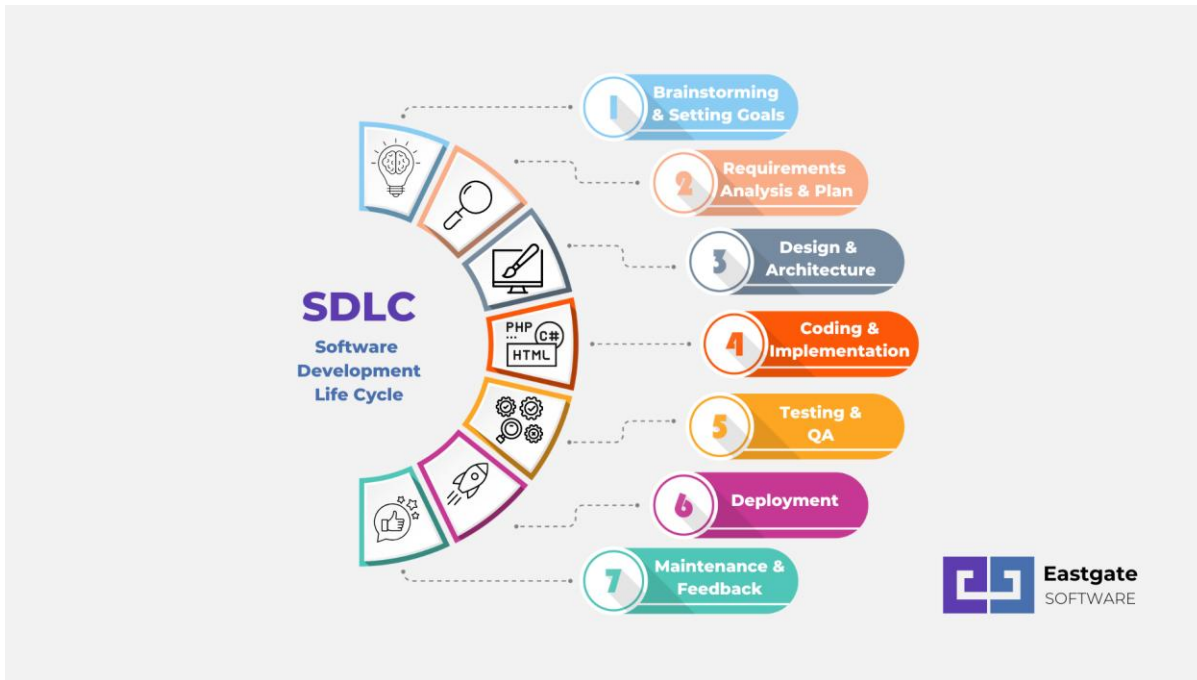 1
Brainstorming
& Setting Goals
2
Requirements
Analysis & Plan
3
Design &
Architecture
SDLC
Software
Development
Life Cycle
PHP
...
C#
HTML
4
Coding &
Implementation
5
Testing &
QA
6
Deployment
7
Maintenance &
Feedback
Eastgate
SOFTWARE